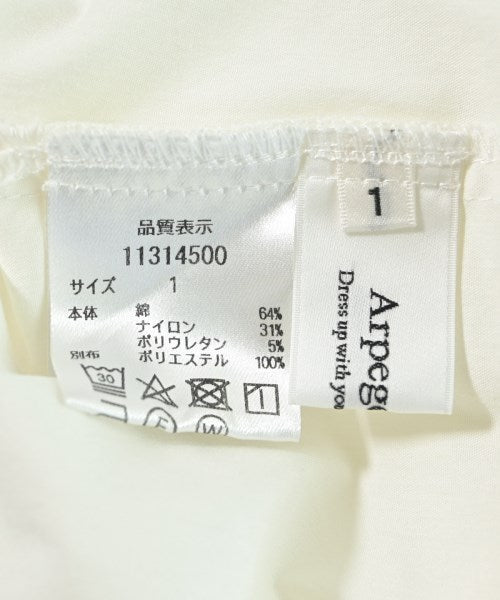 品質表示
11314500
サイズ 1
本体 綿 64%
ナイロン 31%
ポリウレタン 5%
別布 ポリエステル 100%
30
W
1
Dress up with